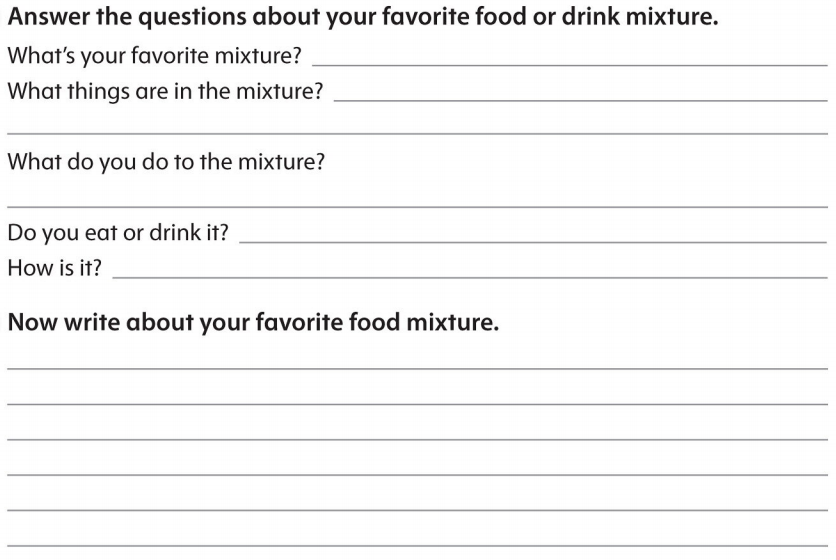 Answer the questions about your favorite food or drink mixture.
What's your favorite mixture?
What things are in the mixture?
What do you do to the mixture?
Do you eat or drink it?
How is it?
Now write about your favorite food mixture.